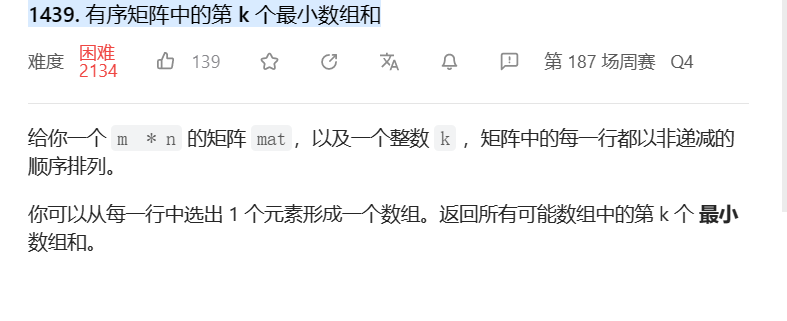 1439. 有序矩阵中的第 k 个最小数组和
难度 困难 2134 139 第 187 场周赛 Q4
给你一个 m * n 的矩阵 mat，以及一个整数 k ，矩阵中的每一行都以非递减的
顺序排列。
你可以从每一行中选出 1 个元素形成一个数组。返回所有可能数组中的第 k 个 最小
数组和。